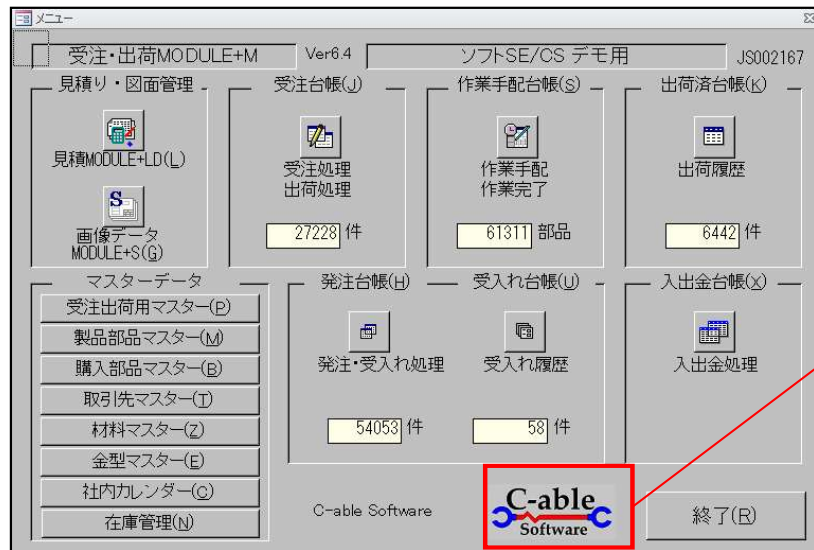 メニュー
受注・出荷MODULE+M
Ver6.4
ソフトSE/CS デモ用
JS002167
見積り・図面管理
見積MODULE+LD(L)
画像データ
MODULE+S(G)
受注台帳(J)
受注処理
出荷処理
27228 件
作業手配台帳(S)
作業手配
作業完了
61311 部品
出荷済台帳(K)
出荷履歴
6442 件
マスターデータ
受注出荷用マスター(P)
製品部品マスター(M)
購入部品マスター(B)
取引先マスター(T)
材料マスター(Z)
金型マスター(E)
社内カレンダー(C)
在庫管理(N)
発注台帳(H)
発注・受入れ処理
54053 件
受入れ台帳(U)
受入れ履歴
58 件
入出金台帳(X)
入出金処理
C-able Software
C-able
Software
終了(R)